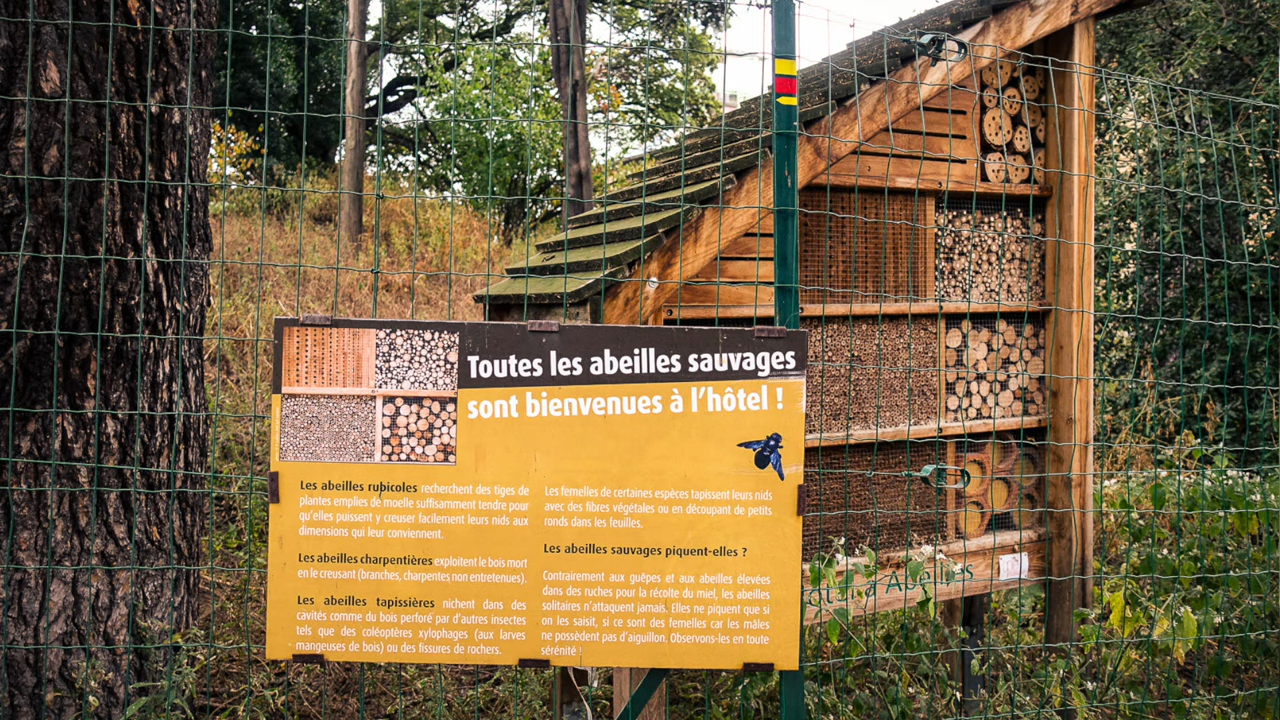 Toutes les abeilles sauvages
sont bienvenues à l'hôtel !
Les abeilles rubicoles recherchent des tiges de
plantes emplies de moelle suffisamment tendre pour
qu'elles puissent y creuser facilement leurs nids aux
dimensions qui leur conviennent.
Les abeilles charpentières exploitent le bois mort
en le creusant (branches, charpentes non entretenues).
Les abeilles tapissières nichent dans des
cavités comme du bois perforé par d'autres insectes
tels que des coléoptères xylophages (aux larves
mangeuses de bois) ou des fissures de rochers.
Les femelles de certaines espèces tapissent leurs nids
avec des fibres végétales ou en découpant de petits
ronds dans les feuilles.
Les abeilles sauvages piquent-elles ?
Contrairement aux guêpes et aux abeilles élevées
dans des ruches pour la récolte du miel, les abeilles
solitaires n'attaquent jamais. Elles ne piquent que si
on les saisit, si ce sont des femelles car les mâles
ne possèdent pas d'aiguillon. Observons-les en toute
sérénité !